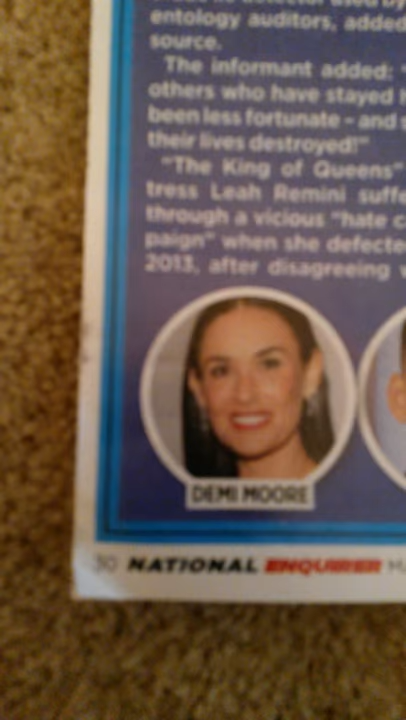 entology auditors, added
source.
The informant added: "
others who have stayed
been less fortunate – and
their lives destroyed!"
"The King of Queens"
tress Leah Remini suffe
through a vicious "hate c
paign" when she defecte
2013, after disagreeing
DEMI MOORE
30 NATIONAL ENQUIRER